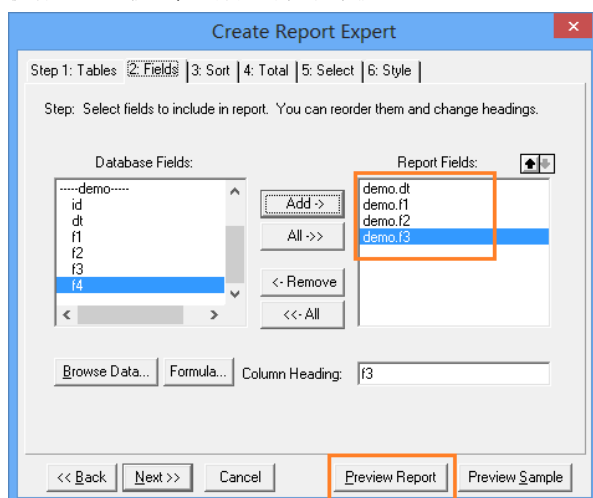 Create Report Expert
Step 1: Tables 2: Fields 3: Sort 4: Total 5: Select 6: Style
Step: Select fields to include in report. You can reorder them and change headings.
Database Fields:
-----demo-----
id
dt
f1
f2
f3
f4
Add ->
All ->>
<- Remove
<<- All
Report Fields:
demo.dt
demo.f1
demo.f2
demo.f3
Browse Data... Formula... Column Heading: f3
<< Back Next >> Cancel Preview Report Preview Sample